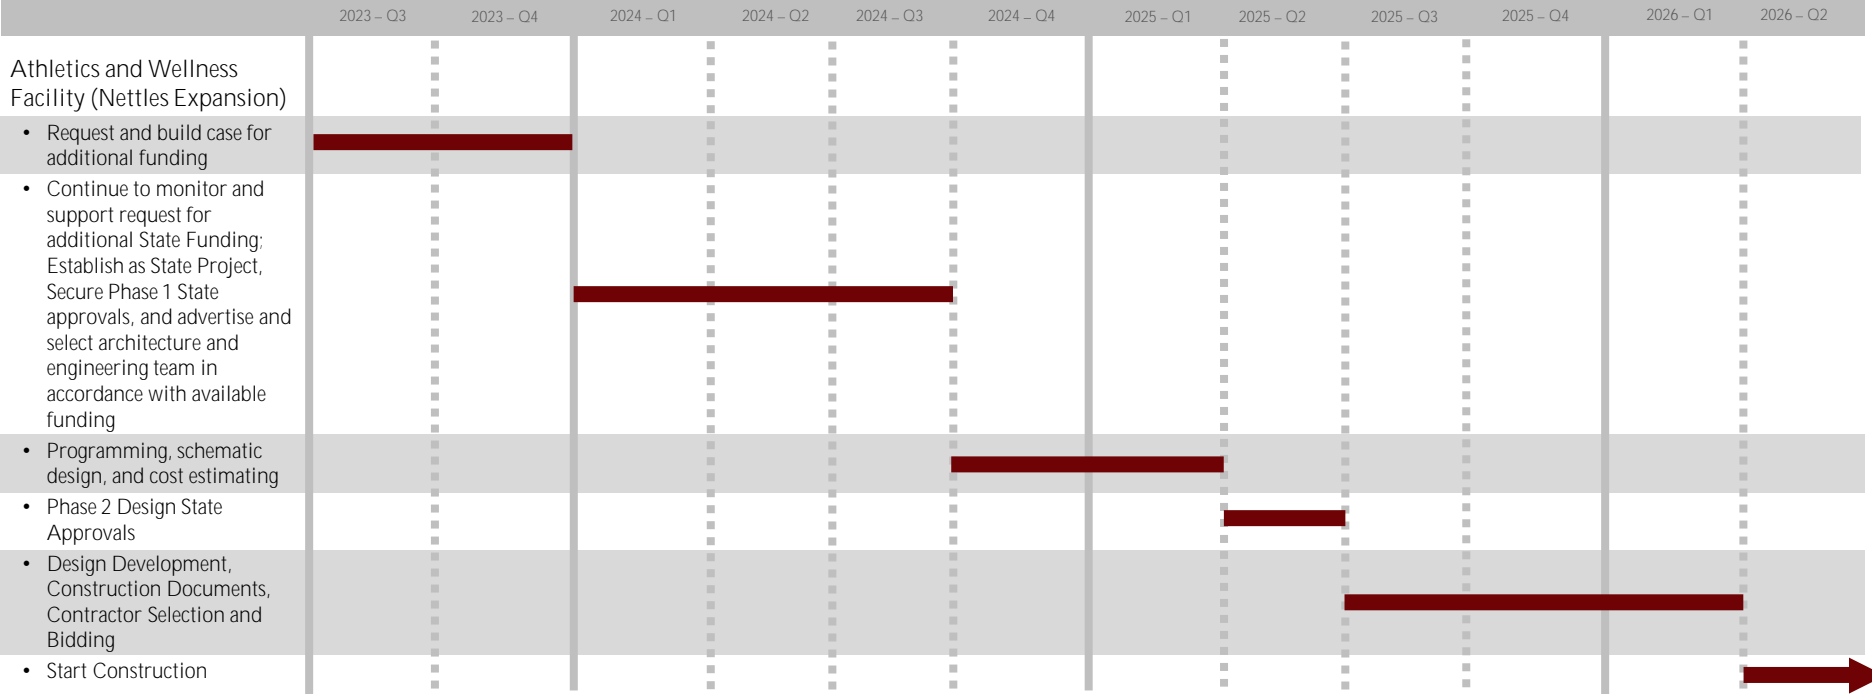 2023 – Q3 2023 – Q4 2024 – Q1 2024 – Q2 2024 – Q3 2024 – Q4 2025 – Q1 2025 – Q2 2025 – Q3 2025 – Q4 2026 – Q1 2026 – Q2
Athletics and Wellness
Facility (Nettles Expansion)
• Request and build case for
additional funding
• Continue to monitor and
support request for
additional State Funding;
Establish as State Project,
Secure Phase 1 State
approvals, and advertise and
select architecture and
engineering team in
accordance with available
funding
• Programming, schematic
design, and cost estimating
• Phase 2 Design State
Approvals
• Design Development,
Construction Documents,
Contractor Selection and
Bidding
• Start Construction